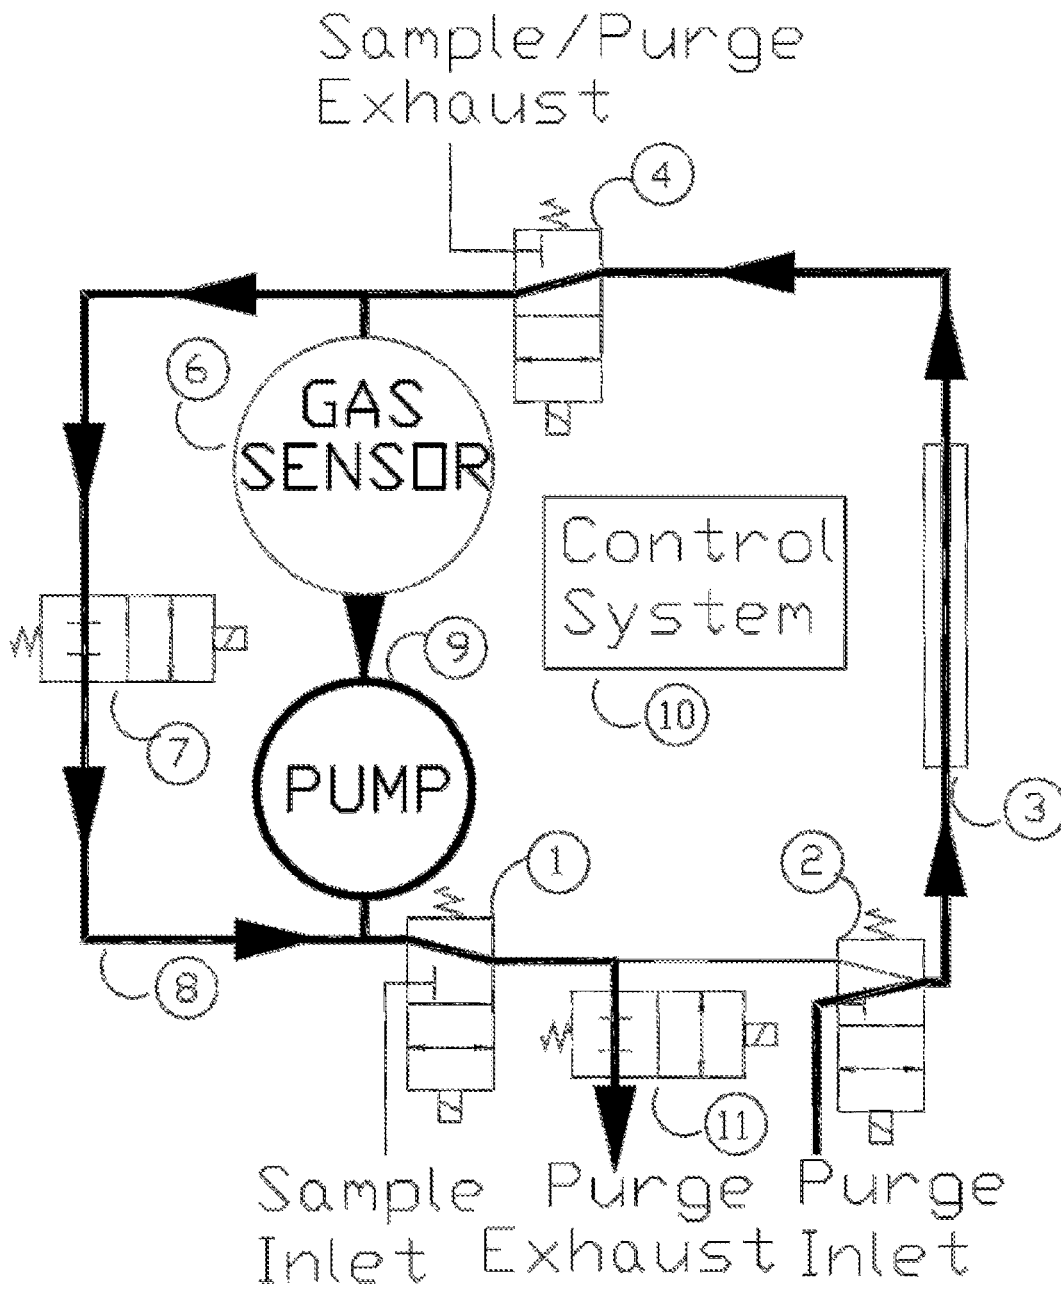 Sample/Purge
Exhaust
4
6
GAS
SENSOR
Control
System
9
10
7
PUMP
3
1
2
8
11
Sample
Inlet
Purge
Exhaust
Purge
Inlet